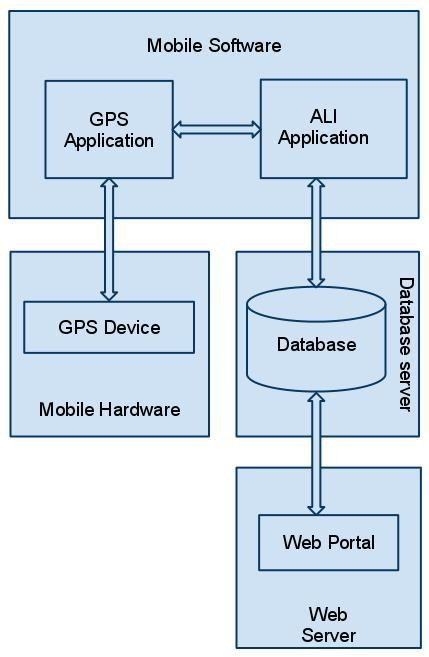 Mobile Software
GPS
Application
ALI
Application
GPS Device
Mobile Hardware
Database
Database server
Web Portal
Web
Server